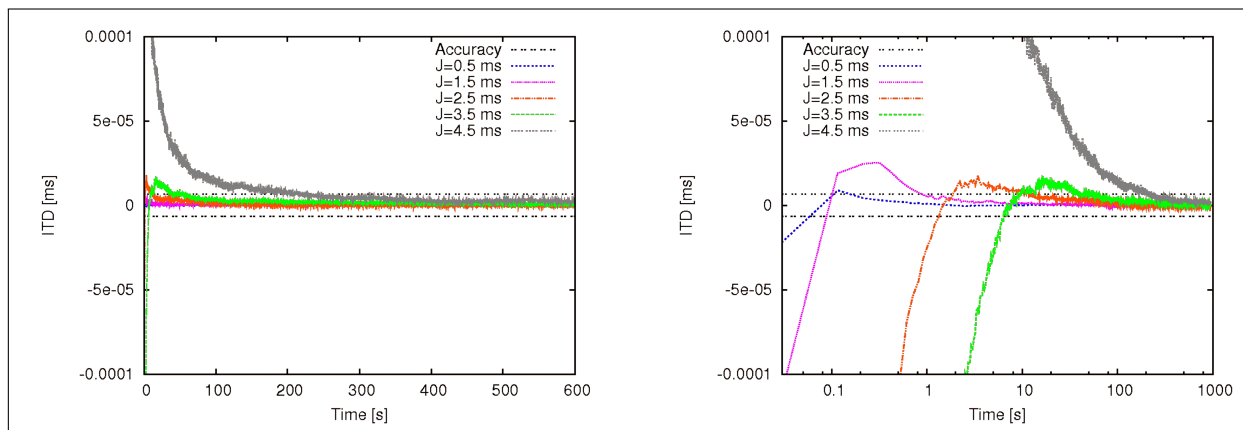 0.0001
5e-05
0
-5e-05
-0.0001
ITD [ms]
Accuracy
J=0.5 ms
J=1.5 ms
J=2.5 ms
J=3.5 ms
J=4.5 ms
0 100 200 300 400 500 600
Time [s]
0.0001
5e-05
0
-5e-05
-0.0001
ITD [ms]
Accuracy
J=0.5 ms
J=1.5 ms
J=2.5 ms
J=3.5 ms
J=4.5 ms
0.1 1 10 100 1000
Time [s]